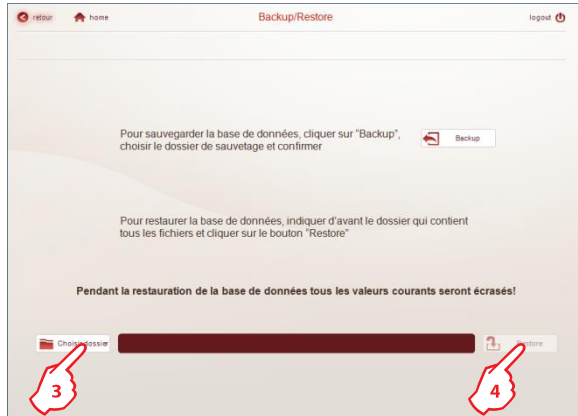 retour
home
Backup/Restore
logout
Pour sauvegarder la base de données, cliquer sur "Backup",
choisir le dossier de sauvetage et confirmer
Backup
Pour restaurer la base de données, indiquer d'avant le dossier qui contient
tous les fichiers et cliquer sur le bouton "Restore"
Pendant la restauration de la base de données tous les valeurs courants seront écrasés!
Choisir dossier
Restore
3
4